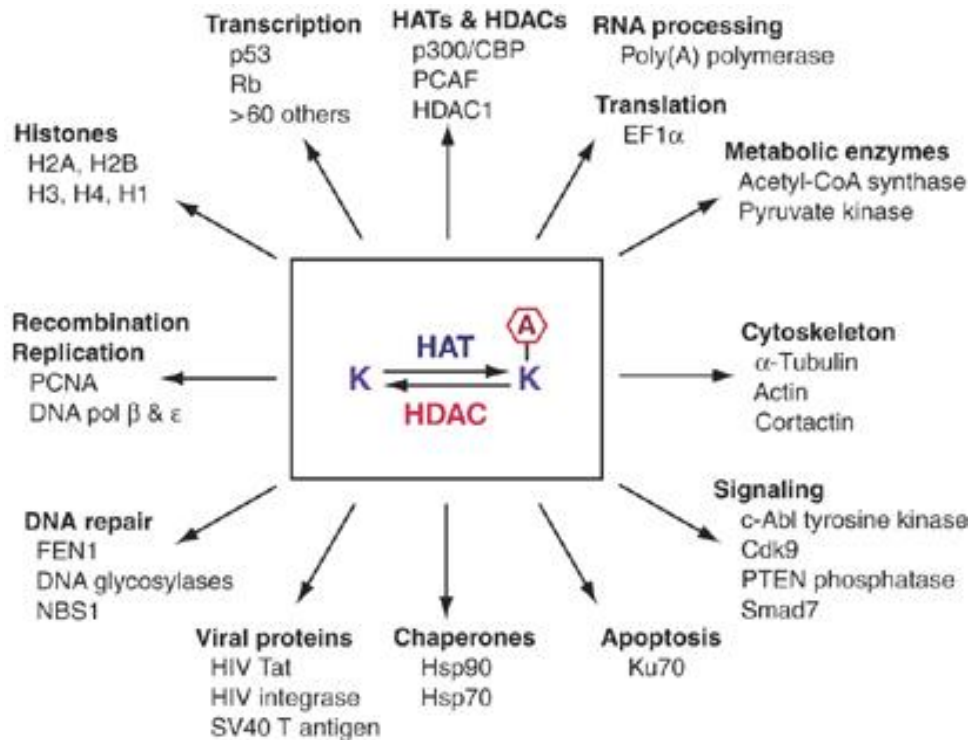 Transcription
p53
Rb
>60 others
HATs & HDACs
p300/CBP
PCAF
HDAC1
RNA processing
Poly(A) polymerase
Translation
EF1α
Histones
H2A, H2B
H3, H4, H1
Metabolic enzymes
Acetyl-CoA synthase
Pyruvate kinase
Recombination
Replication
PCNA
DNA pol β & ε
A
HAT
K
K
HDAC
Cytoskeleton
α-Tubulin
Actin
Cortactin
DNA repair
FEN1
DNA glycosylases
NBS1
Signaling
c-Abl tyrosine kinase
Cdk9
PTEN phosphatase
Smad7
Viral proteins
HIV Tat
HIV integrase
SV40 T antigen
Chaperones
Hsp90
Hsp70
Apoptosis
Ku70